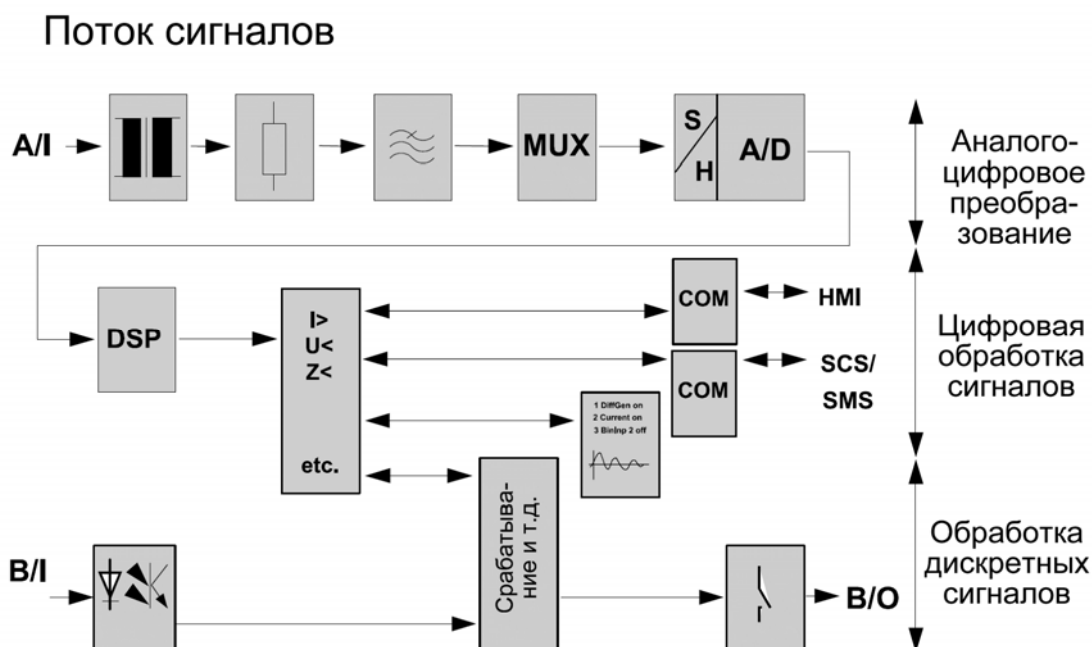 Поток сигналов
A/I
MUX
S
H
A/D
Аналого-
цифровое
преобра-
зование
DSP
I>
U<
Z<
etc.
COM
HMI
COM
SCS/
SMS
1 DiffGen on
2 Current on
3 BinInp 2 off
Цифровая
обработка
сигналов
B/I
Срабатыва-
ние и т.д.
B/O
Обработка
дискретных
сигналов